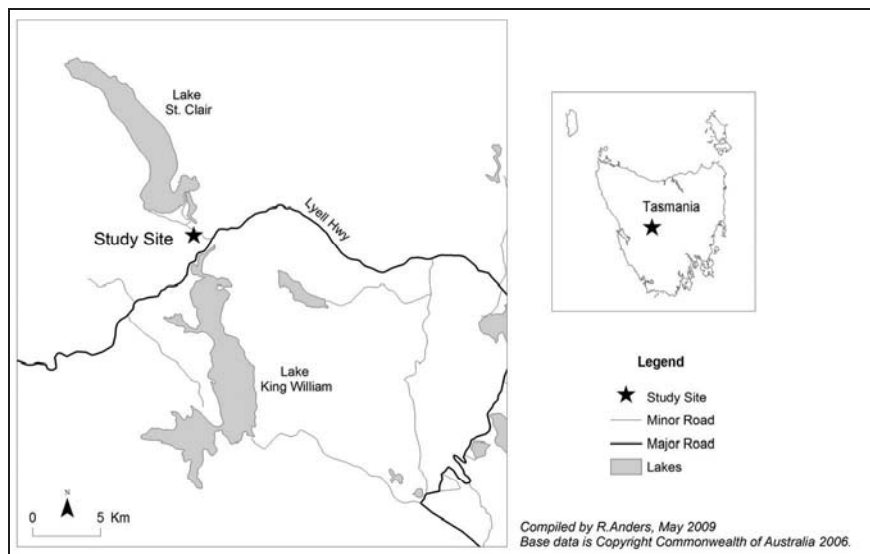 Lake
St. Clair
Lyell Hwy
Study Site
Lake
King William
N
0 5 Km
Tasmania
Legend
Study Site
Minor Road
Major Road
Lakes
Compiled by R.Anders, May 2009
Base data is Copyright Commonwealth of Australia 2006.